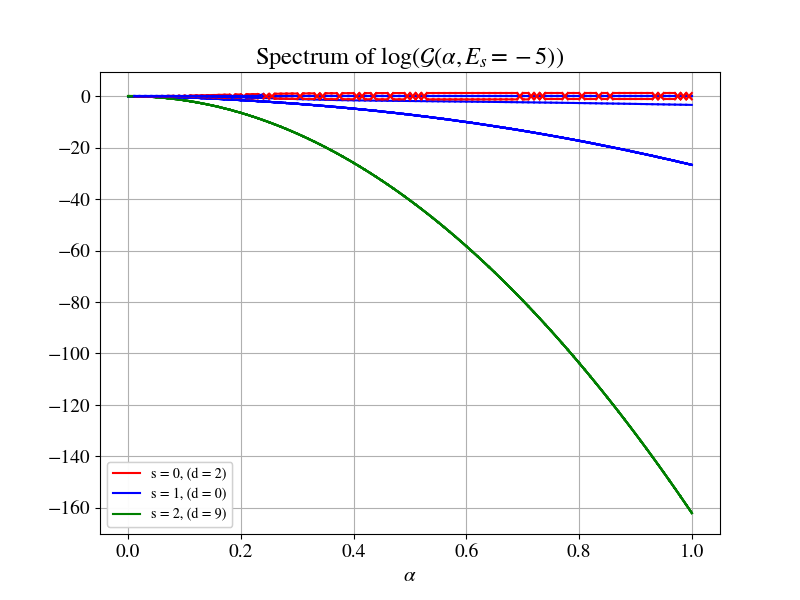 Spectrum of log(𝒢(α, E_s = −5))
0
−20
−40
−60
−80
−100
−120
−140
−160
s = 0, (d = 2)
s = 1, (d = 0)
s = 2, (d = 9)
0.0 0.2 0.4 0.6 0.8 1.0
α